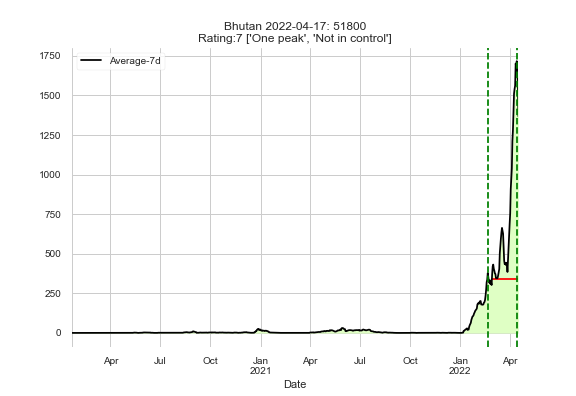 Bhutan 2022-04-17: 51800
Rating:7 ['One peak', 'Not in control']
Average-7d
1750
1500
1250
1000
750
500
250
0
Apr Jul Oct Jan Apr Jul Oct Jan Apr
2021 2022
Date